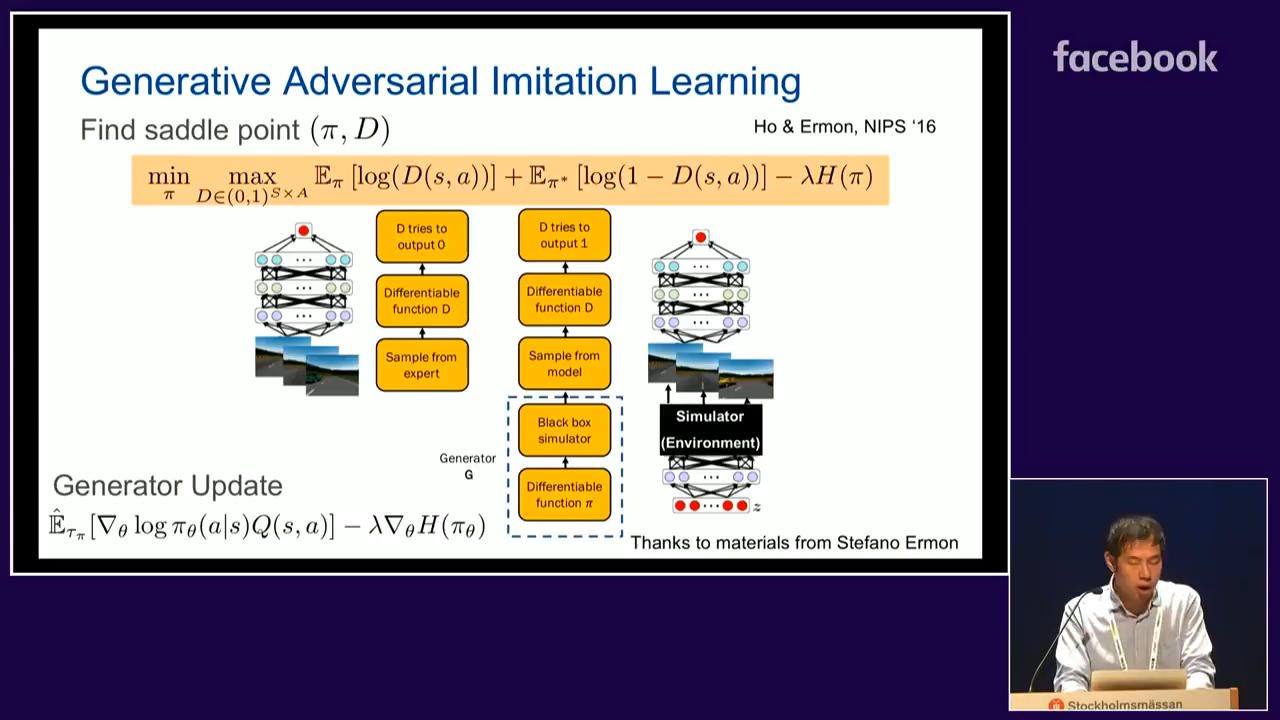 facebook
Generative Adversarial Imitation Learning
Find saddle point (π, D)
Ho & Ermon, NIPS ‘16
min_π max_{D∈(0,1)^{S×A}} 𝔼_π [log(D(s, a))] + 𝔼_{π*} [log(1 − D(s, a))] − λH(π)
D tries to
output 0
Differentiable
function D
Sample from
expert
D tries to
output 1
Differentiable
function D
Sample from
model
Black box
simulator
Differentiable
function π
Generator
G
Simulator
(Environment)
z
Generator Update
𝔼̂_{τ_π}[∇_θ log π_θ(a|s)Q(s, a)] − λ∇_θ H(π_θ)
Thanks to materials from Stefano Ermon
Stockholmsmässan